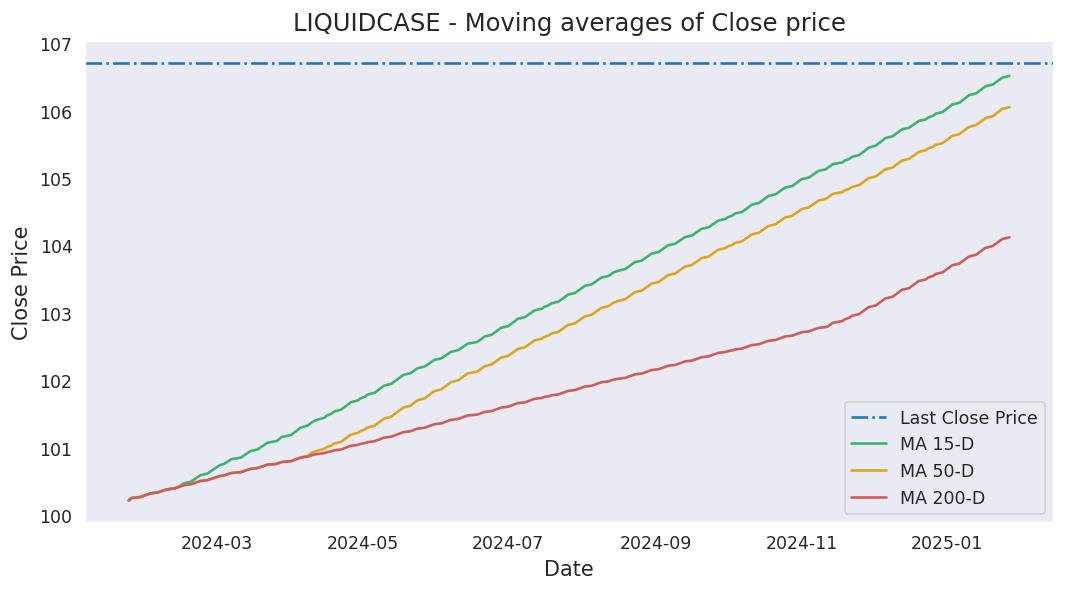 LIQUIDCASE - Moving averages of Close price
107
106
105
104
103
102
101
100
Close Price
Last Close Price
MA 15-D
MA 50-D
MA 200-D
2024-03 2024-05 2024-07 2024-09 2024-11 2025-01
Date